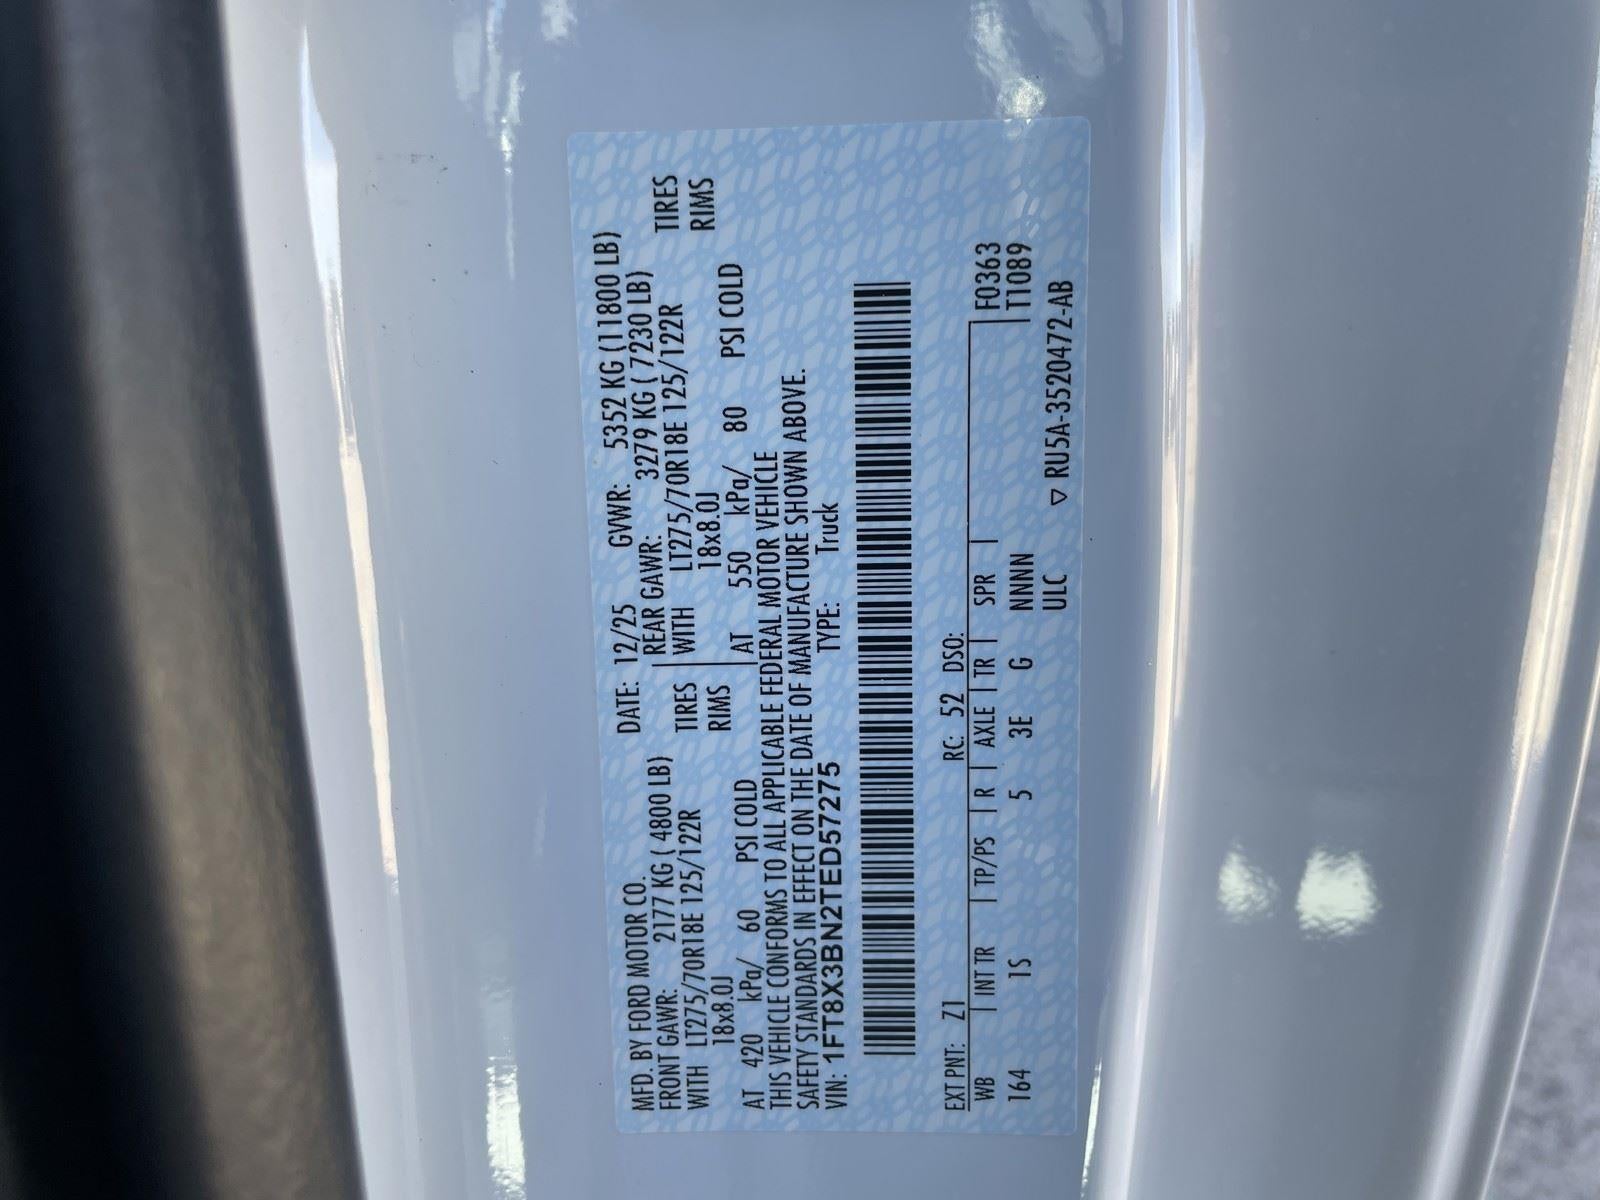 MFD. BY FORD MOTOR CO. DATE: 12/25 GVWR: 5352 KG (11800 LB)
FRONT GAWR: 2177 KG ( 4800 LB) REAR GAWR: 3279 KG ( 7230 LB)
WITH LT275/70R18E 125/122R TIRES WITH LT275/70R18E 125/122R TIRES
18x8.0J RIMS 18x8.0J RIMS
AT 420 kPa/ 60 PSI COLD AT 550 kPa/ 80 PSI COLD
THIS VEHICLE CONFORMS TO ALL APPLICABLE FEDERAL MOTOR VEHICLE
SAFETY STANDARDS IN EFFECT ON THE DATE OF MANUFACTURE SHOWN ABOVE.
VIN: 1FT8X3BN2TED57275 TYPE: Truck
EXT PNT: Z1 RC: 52 DSO:
WB | INT TR | TP/PS | R | AXLE | TR | SPR | F0363
164 1S 5 3E G NNNN T1089
ULC ▽ RU5A-3520472-AB